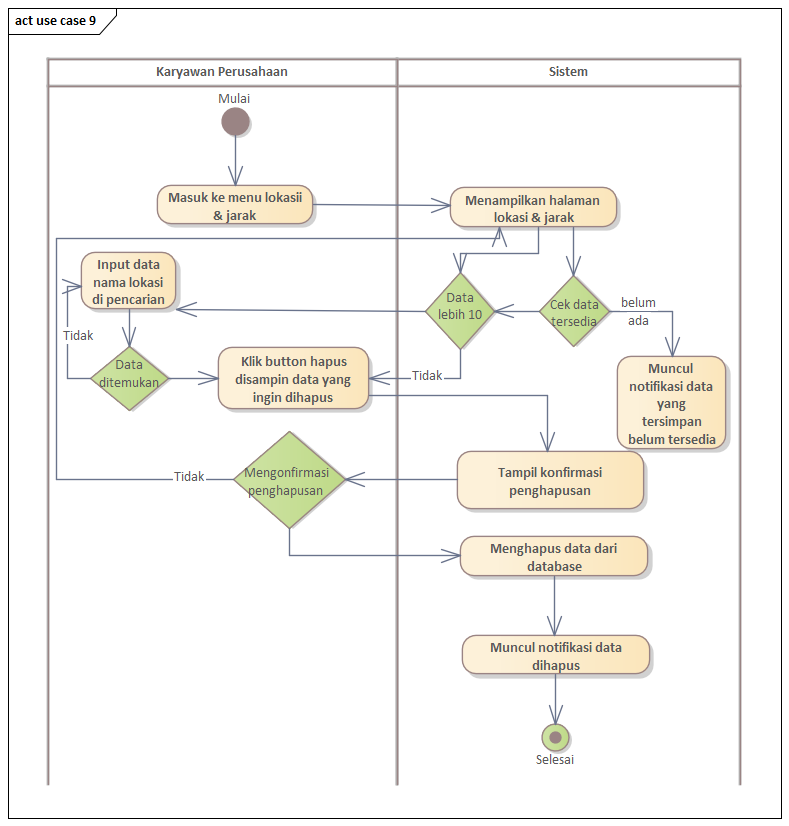 act use case 9
Karyawan Perusahaan
Sistem
Mulai
Masuk ke menu lokasii
& jarak
Menampilkan halaman
lokasi & jarak
Input data
nama lokasi
di pencarian
Data
lebih 10
Cek data
tersedia
belum
ada
Tidak
Data
ditemukan
Klik button hapus
disampin data yang
ingin dihapus
Tidak
Muncul
notifikasi data
yang
tersimpan
belum tersedia
Mengonfirmasi
penghapusan
Tidak
Tampil konfirmasi
penghapusan
Menghapus data dari
database
Muncul notifikasi data
dihapus
Selesai